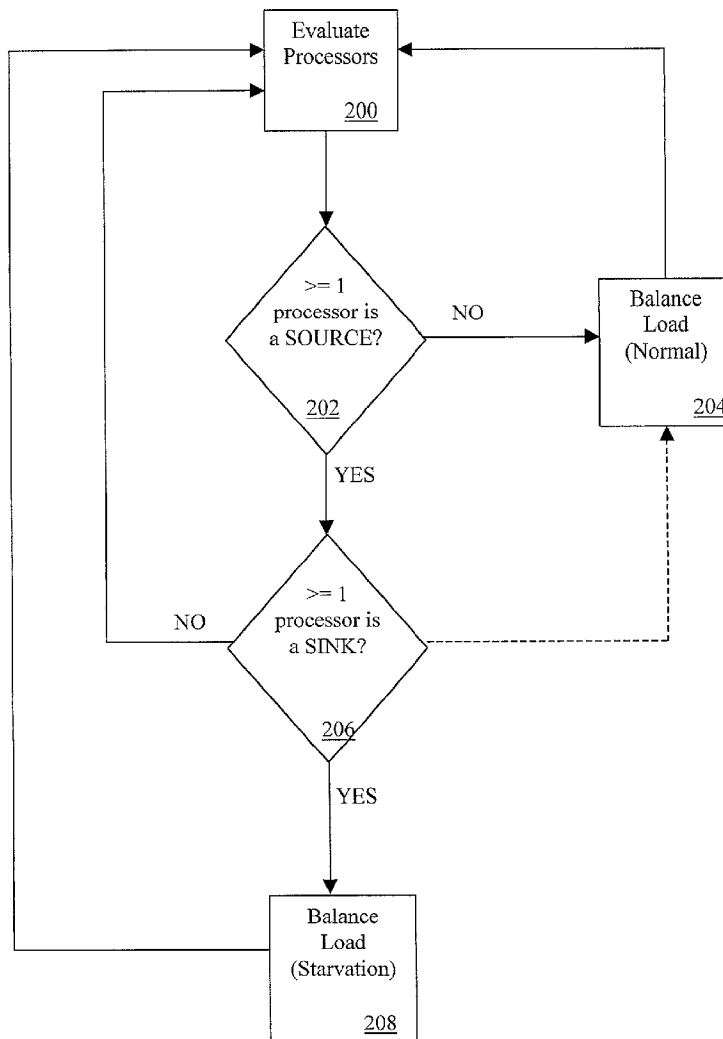 Evaluate
Processors
200
>= 1
processor is
a SOURCE?
202
NO
Balance
Load
(Normal)
204
YES
>= 1
processor is
a SINK?
206
NO
YES
Balance
Load
(Starvation)
208